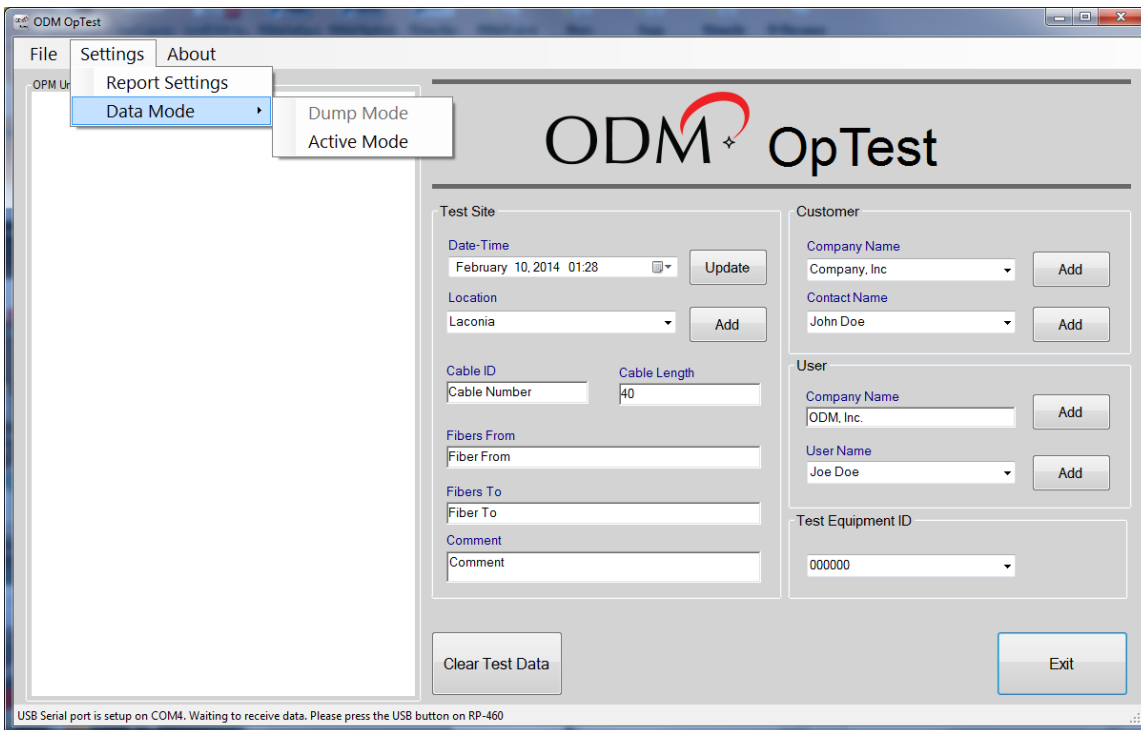 ODM OpTest
File Settings About
Report Settings
Data Mode
Dump Mode
Active Mode
OPM
ODM OpTest
Test Site
Date-Time
February 10, 2014 01:28
Update
Location
Laconia
Add
Cable ID
Cable Length
Cable Number
40
Fibers From
Fiber From
Fibers To
Fiber To
Comment
Comment
Customer
Company Name
Company, Inc
Add
Contact Name
John Doe
Add
User
Company Name
ODM, Inc.
Add
User Name
Joe Doe
Add
Test Equipment ID
000000
Clear Test Data
Exit
USB Serial port is setup on COM4. Waiting to receive data. Please press the USB button on RP-460